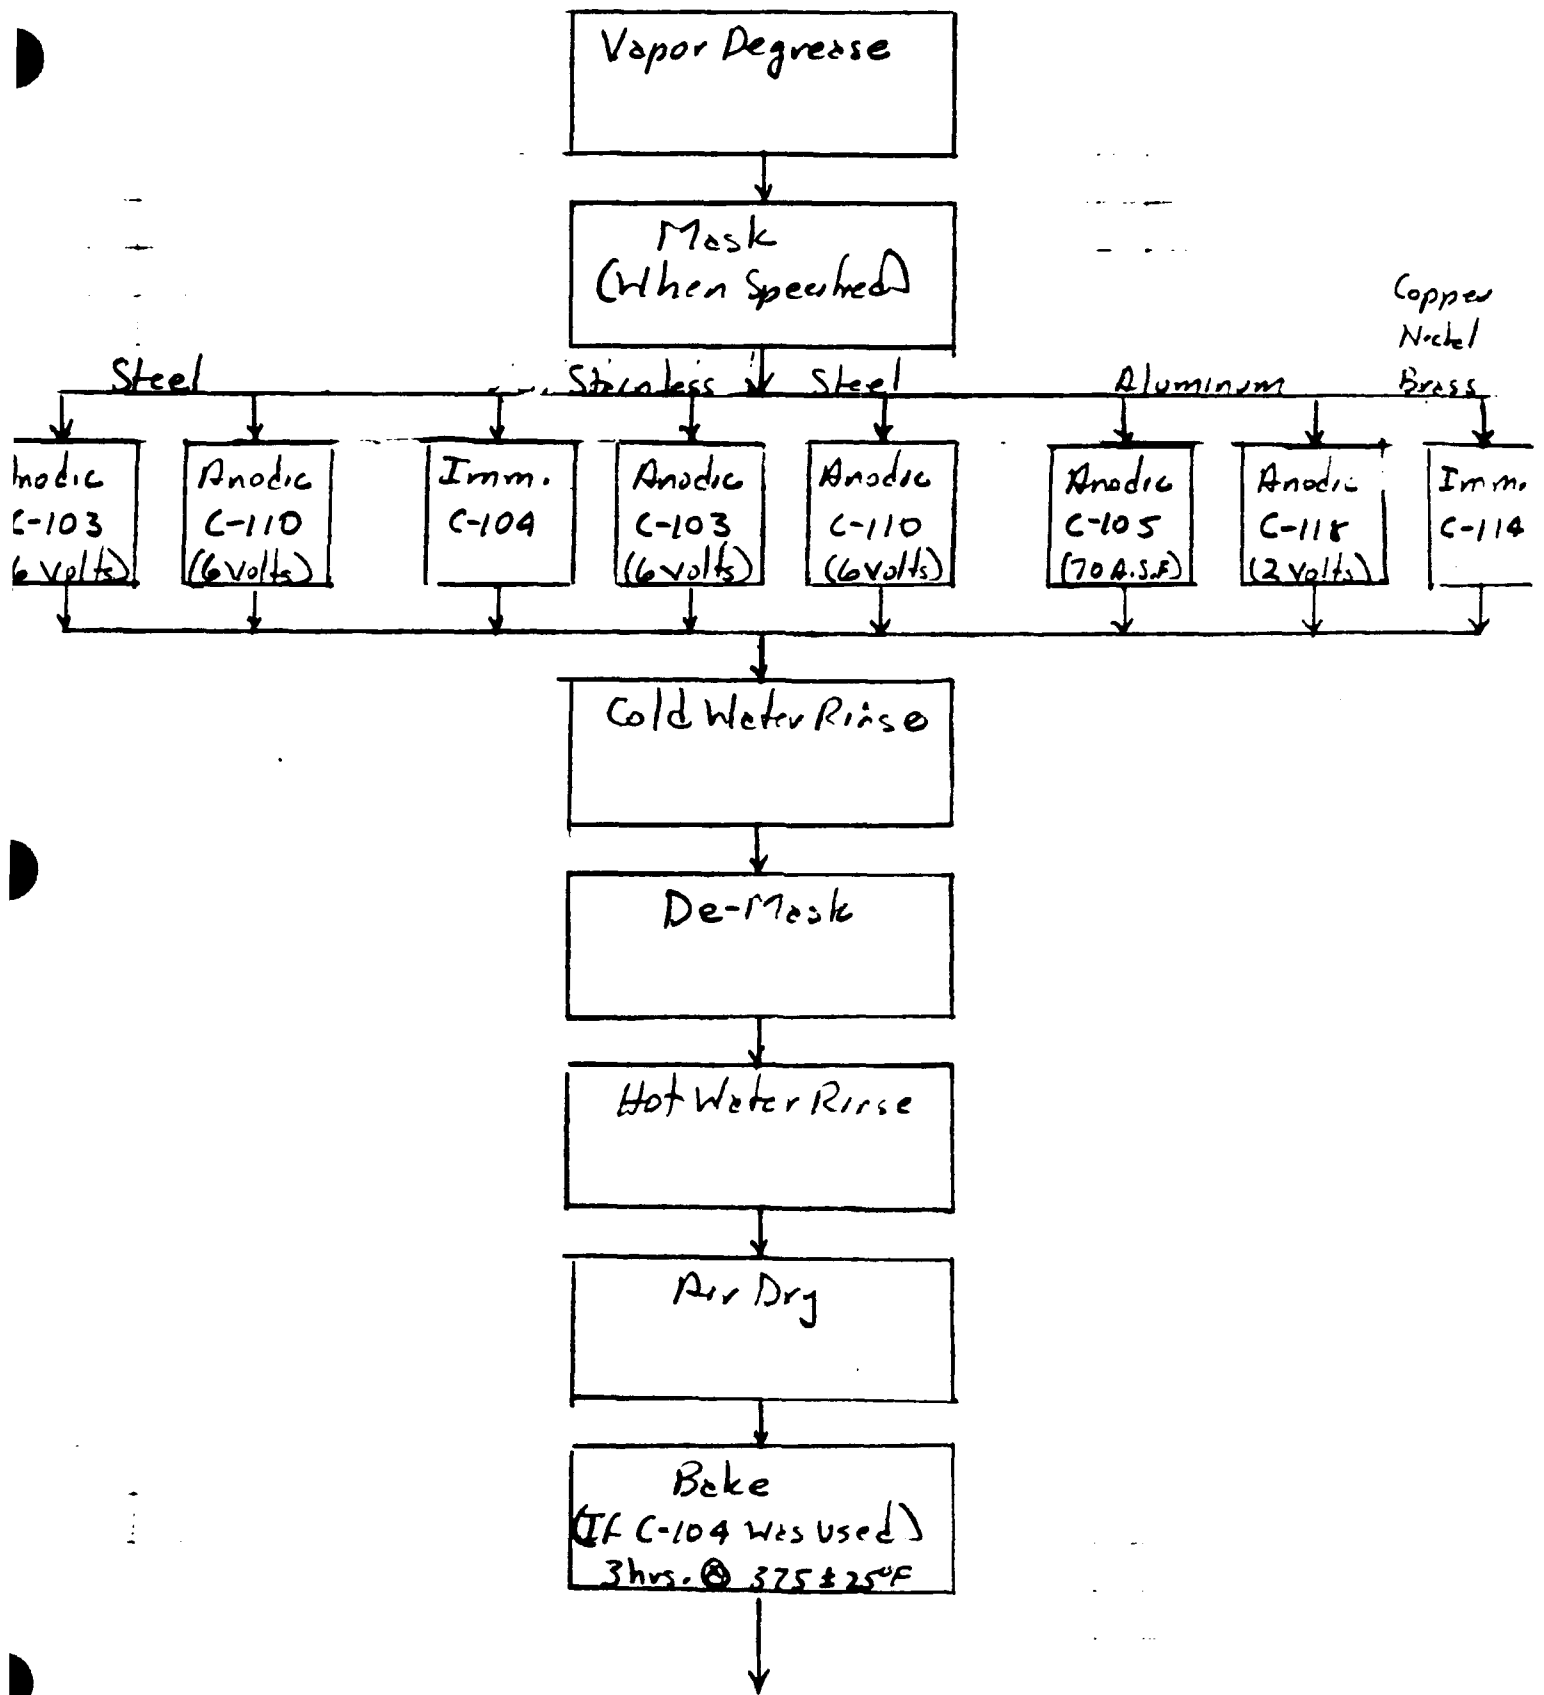 Vapor Degrease
Mask
(When Specified)
Copper
Nickel
Steel Stainless Steel Aluminum Brass
nodic
C-103
6 Volts)
Anodic
C-110
(6 Volts)
Imm.
C-104
Anodic
C-103
(6 Volts)
Anodic
C-110
(6 Volts)
Anodic
C-105
(70 A.S.F)
Anodic
C-118
(2 Volts)
Imm.
C-114
Cold Water Rinse
De-Mask
Hot Water Rinse
Air Dry
Bake
(If C-104 was used)
3 hrs. @ 375 ± 25°F